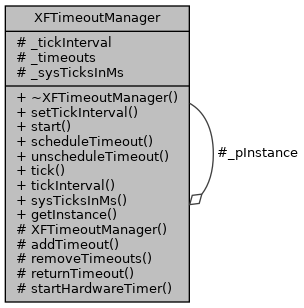 XFTimeoutManager
# _tickInterval
# _timeouts
# _sysTicksInMs
+ ~XFTimeoutManager()
+ setTickInterval()
+ start()
+ scheduleTimeout()
+ unscheduleTimeout()
+ tick()
+ tickInterval()
+ sysTicksInMs()
+ getInstance()
# XFTimeoutManager()
# addTimeout()
# removeTimeouts()
# returnTimeout()
# startHardwareTimer()
#_pInstance